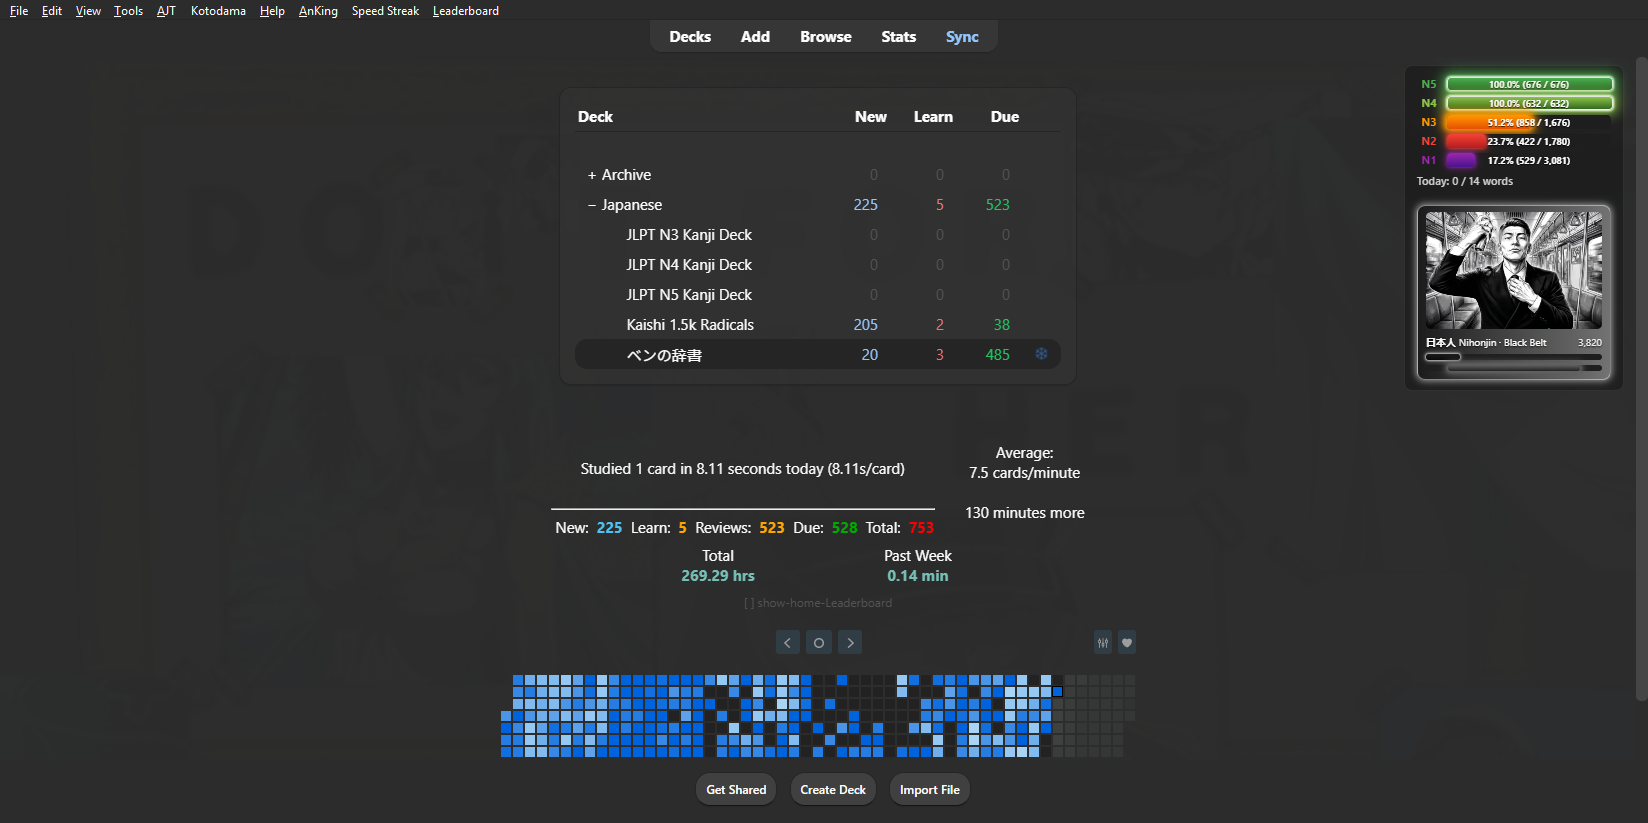 File Edit View Tools AJT Kotodama Help AnKing Speed Streak Leaderboard
Decks Add Browse Stats Sync
Deck New Learn Due
+ Archive 0 0 0
− Japanese 225 5 523
JLPT N3 Kanji Deck 0 0 0
JLPT N4 Kanji Deck 0 0 0
JLPT N5 Kanji Deck 0 0 0
Kaishi 1.5k Radicals 205 2 38
ベンの辞書 20 3 485
N5 100.0% (676 / 676)
N4 100.0% (632 / 632)
N3 51.2% (858 / 1,676)
N2 23.7% (422 / 1,780)
N1 17.2% (529 / 3,081)
Today: 0 / 14 words
日本人 Nihonjin · Black Belt 3,820
Studied 1 card in 8.11 seconds today (8.11s/card)
Average:
7.5 cards/minute
130 minutes more
New: 225 Learn: 5 Reviews: 523 Due: 528 Total: 753
Total Past Week
269.29 hrs 0.14 min
[ ] show-home-Leaderboard
Get Shared Create Deck Import File